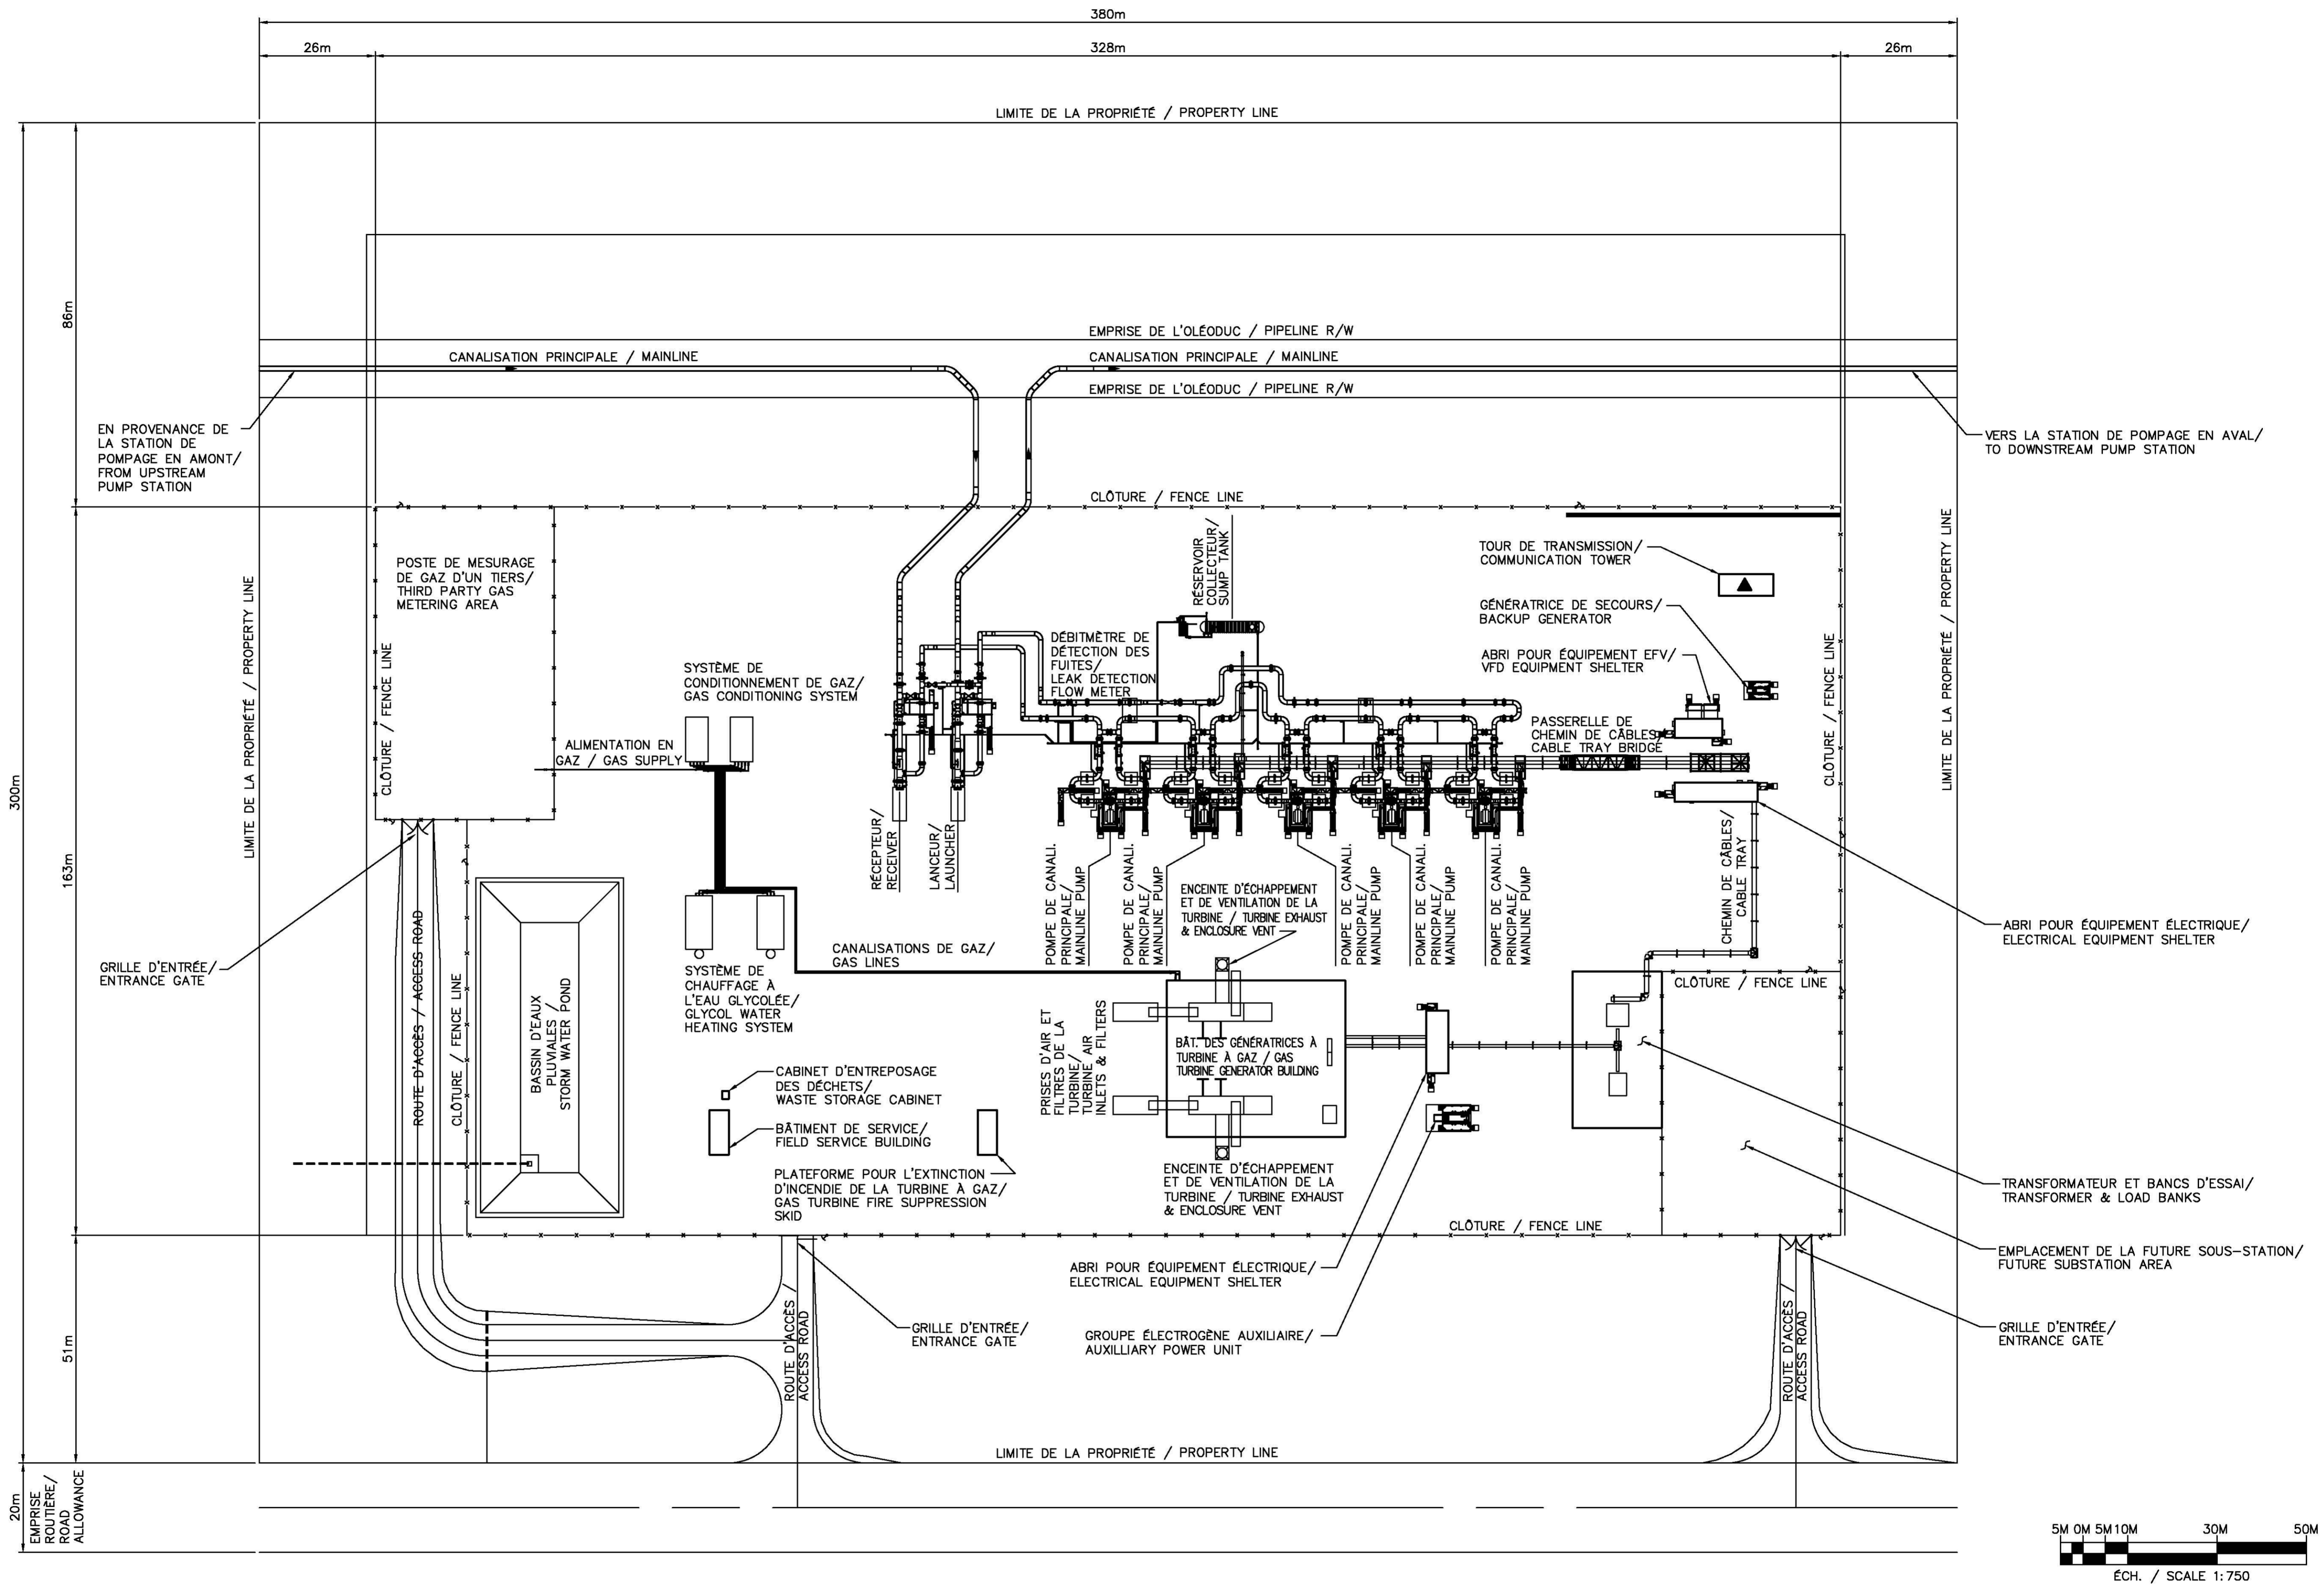 380m
26m
328m
26m
LIMITE DE LA PROPRIÉTÉ / PROPERTY LINE
86m
EMPRISE DE L'OLÉODUC / PIPELINE R/W
CANALISATION PRINCIPALE / MAINLINE
CANALISATION PRINCIPALE / MAINLINE
EMPRISE DE L'OLÉODUC / PIPELINE R/W
EN PROVENANCE DE
LA STATION DE
POMPAGE EN AMONT/
FROM UPSTREAM
PUMP STATION
VERS LA STATION DE POMPAGE EN AVAL/
TO DOWNSTREAM PUMP STATION
CLÔTURE / FENCE LINE
POSTE DE MESURAGE
DE GAZ D'UN TIERS/
THIRD PARTY GAS
METERING AREA
RÉSERVOIR
COLLECTEUR/
SUMP TANK
TOUR DE TRANSMISSION/
COMMUNICATION TOWER
GÉNÉRATRICE DE SECOURS/
BACKUP GENERATOR
ABRI POUR ÉQUIPEMENT EFV/
VFD EQUIPMENT SHELTER
LIMITE DE LA PROPRIÉTÉ / PROPERTY LINE
CLÔTURE / FENCE LINE
CLÔTURE / FENCE LINE
LIMITE DE LA PROPRIÉTÉ / PROPERTY LINE
SYSTÈME DE
CONDITIONNEMENT DE GAZ/
GAS CONDITIONING SYSTEM
DÉBITMÈTRE DE
DÉTECTION DES
FUITES/
LEAK DETECTION
FLOW METER
PASSERELLE DE
CHEMIN DE CÂBLES/
CABLE TRAY BRIDGE
ALIMENTATION EN
GAZ / GAS SUPPLY
300m
163m
RÉCEPTEUR/
RECEIVER
LANCEUR/
LAUNCHER
POMPE DE CANALI.
PRINCIPALE/
MAINLINE PUMP
POMPE DE CANALI.
PRINCIPALE/
MAINLINE PUMP
ENCEINTE D'ÉCHAPPEMENT
ET DE VENTILATION DE LA
TURBINE / TURBINE EXHAUST
& ENCLOSURE VENT
POMPE DE CANALI.
PRINCIPALE/
MAINLINE PUMP
POMPE DE CANALI.
PRINCIPALE/
MAINLINE PUMP
POMPE DE CANALI.
PRINCIPALE/
MAINLINE PUMP
CHEMIN DE CÂBLES/
CABLE TRAY
ABRI POUR ÉQUIPEMENT ÉLECTRIQUE/
ELECTRICAL EQUIPMENT SHELTER
GRILLE D'ENTRÉE/
ENTRANCE GATE
ROUTE D'ACCÈS / ACCESS ROAD
CLÔTURE / FENCE LINE
BASSIN D'EAUX
PLUVIALES /
STORM WATER POND
SYSTÈME DE
CHAUFFAGE À
L'EAU GLYCOLÉE/
GLYCOL WATER
HEATING SYSTEM
CANALISATIONS DE GAZ/
GAS LINES
CLÔTURE / FENCE LINE
PRISES D'AIR ET
FILTRES DE LA
TURBINE/
TURBINE AIR
INLETS & FILTERS
BÂT. DES GÉNÉRATRICES À
TURBINE À GAZ / GAS
TURBINE GENERATOR BUILDING
CABINET D'ENTREPOSAGE
DES DÉCHETS/
WASTE STORAGE CABINET
BÂTIMENT DE SERVICE/
FIELD SERVICE BUILDING
PLATEFORME POUR L'EXTINCTION
D'INCENDIE DE LA TURBINE À GAZ/
GAS TURBINE FIRE SUPPRESSION
SKID
ENCEINTE D'ÉCHAPPEMENT
ET DE VENTILATION DE LA
TURBINE / TURBINE EXHAUST
& ENCLOSURE VENT
TRANSFORMATEUR ET BANCS D'ESSAI/
TRANSFORMER & LOAD BANKS
CLÔTURE / FENCE LINE
EMPLACEMENT DE LA FUTURE SOUS-STATION/
FUTURE SUBSTATION AREA
ABRI POUR ÉQUIPEMENT ÉLECTRIQUE/
ELECTRICAL EQUIPMENT SHELTER
GROUPE ÉLECTROGÈNE AUXILIAIRE/
AUXILLIARY POWER UNIT
GRILLE D'ENTRÉE/
ENTRANCE GATE
GRILLE D'ENTRÉE/
ENTRANCE GATE
51m
ROUTE D'ACCÈS /
ACCESS ROAD
ROUTE D'ACCÈS /
ACCESS ROAD
LIMITE DE LA PROPRIÉTÉ / PROPERTY LINE
20m
EMPRISE
ROUTIÈRE/
ROAD
ALLOWANCE
5M 0M 5M 10M 30M 50M
ÉCH. / SCALE 1:750